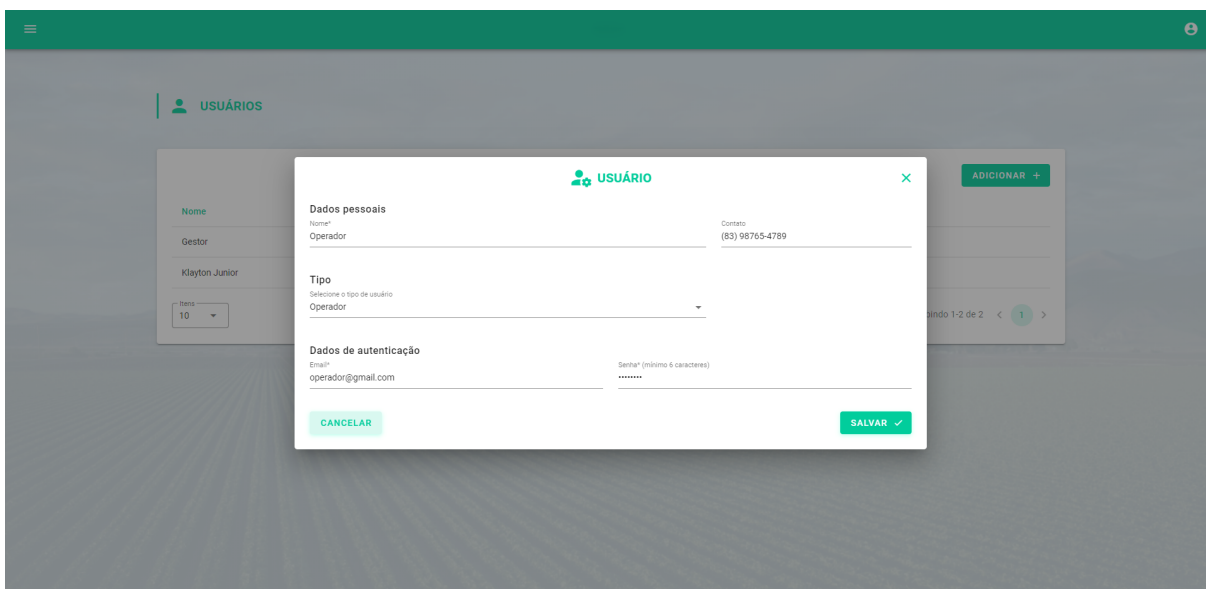 USUÁRIOS
ADICIONAR +
Nome
Gestor
Klayton Junior
Itens
10
1-2 de 2 < 1 >
USUÁRIO
Dados pessoais
Nome* Contato
Operador (83) 98765-4789
Tipo
Selecione o tipo de usuário
Operador
Dados de autenticação
Email* Senha* (mínimo 6 caracteres)
operador@gmail.com ••••••••
CANCELAR SALVAR